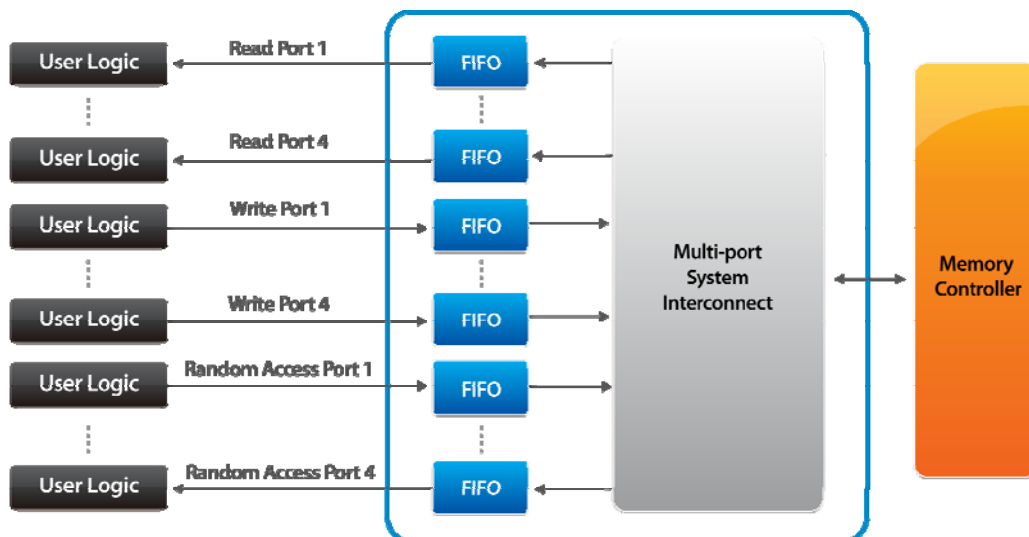 User Logic
Read Port 1
FIFO
User Logic
Read Port 4
FIFO
User Logic
Write Port 1
FIFO
Multi-port
System
Interconnect
Memory
Controller
User Logic
Write Port 4
FIFO
User Logic
Random Access Port 1
FIFO
User Logic
Random Access Port 4
FIFO